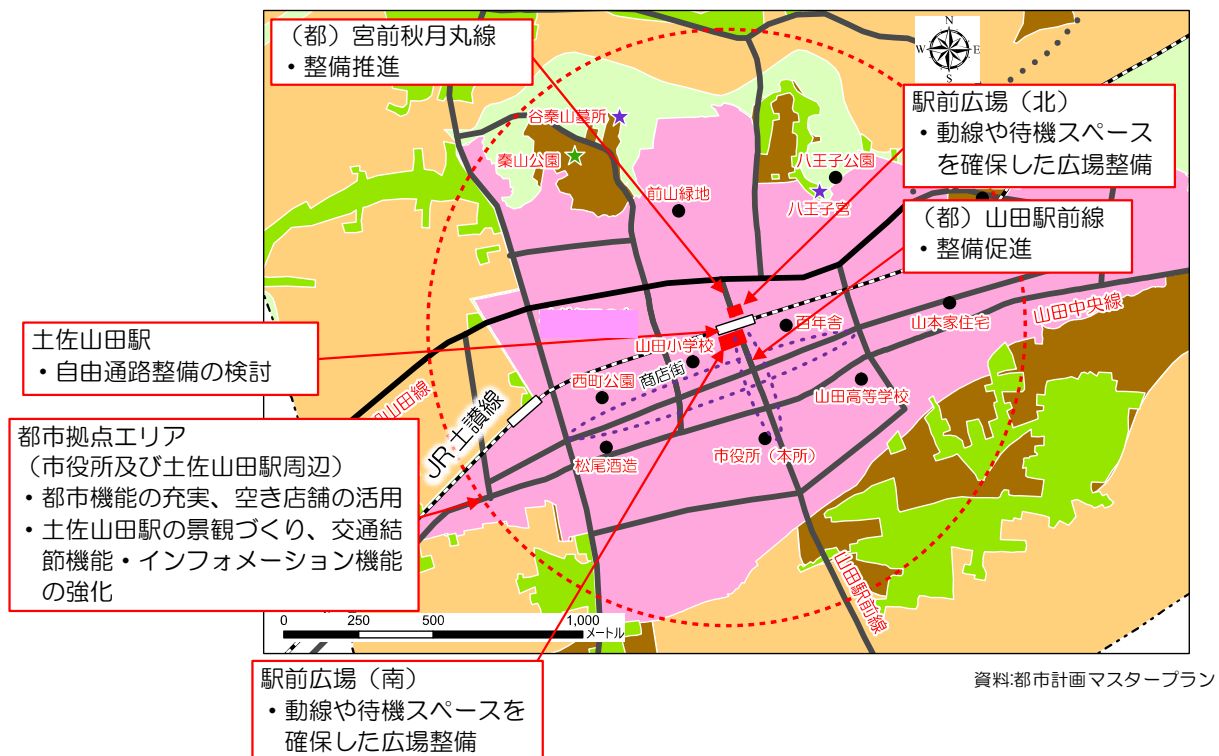 （都）宮前秋月丸線
・整備推進
N
W
E
S
駅前広場（北）
・動線や待機スペース
を確保した広場整備
谷秦山墓所
秦山公園
八王子公園
前山緑地
八王子宮
（都）山田駅前線
・整備促進
土佐山田駅
・自由通路整備の検討
百年舎
山本家住宅
山田中央線
山田小学校
西町公園
商店街
山田高等学校
山田線
JR土讃線
松尾酒造
市役所（本所）
都市拠点エリア
（市役所及び土佐山田駅周辺）
・都市機能の充実、空き店舗の活用
・土佐山田駅の景観づくり、交通結
節機能・インフォメーション機能
の強化
山田駅前線
0 250 500 1,000
メートル
駅前広場（南）
・動線や待機スペースを
確保した広場整備
資料:都市計画マスタープラン